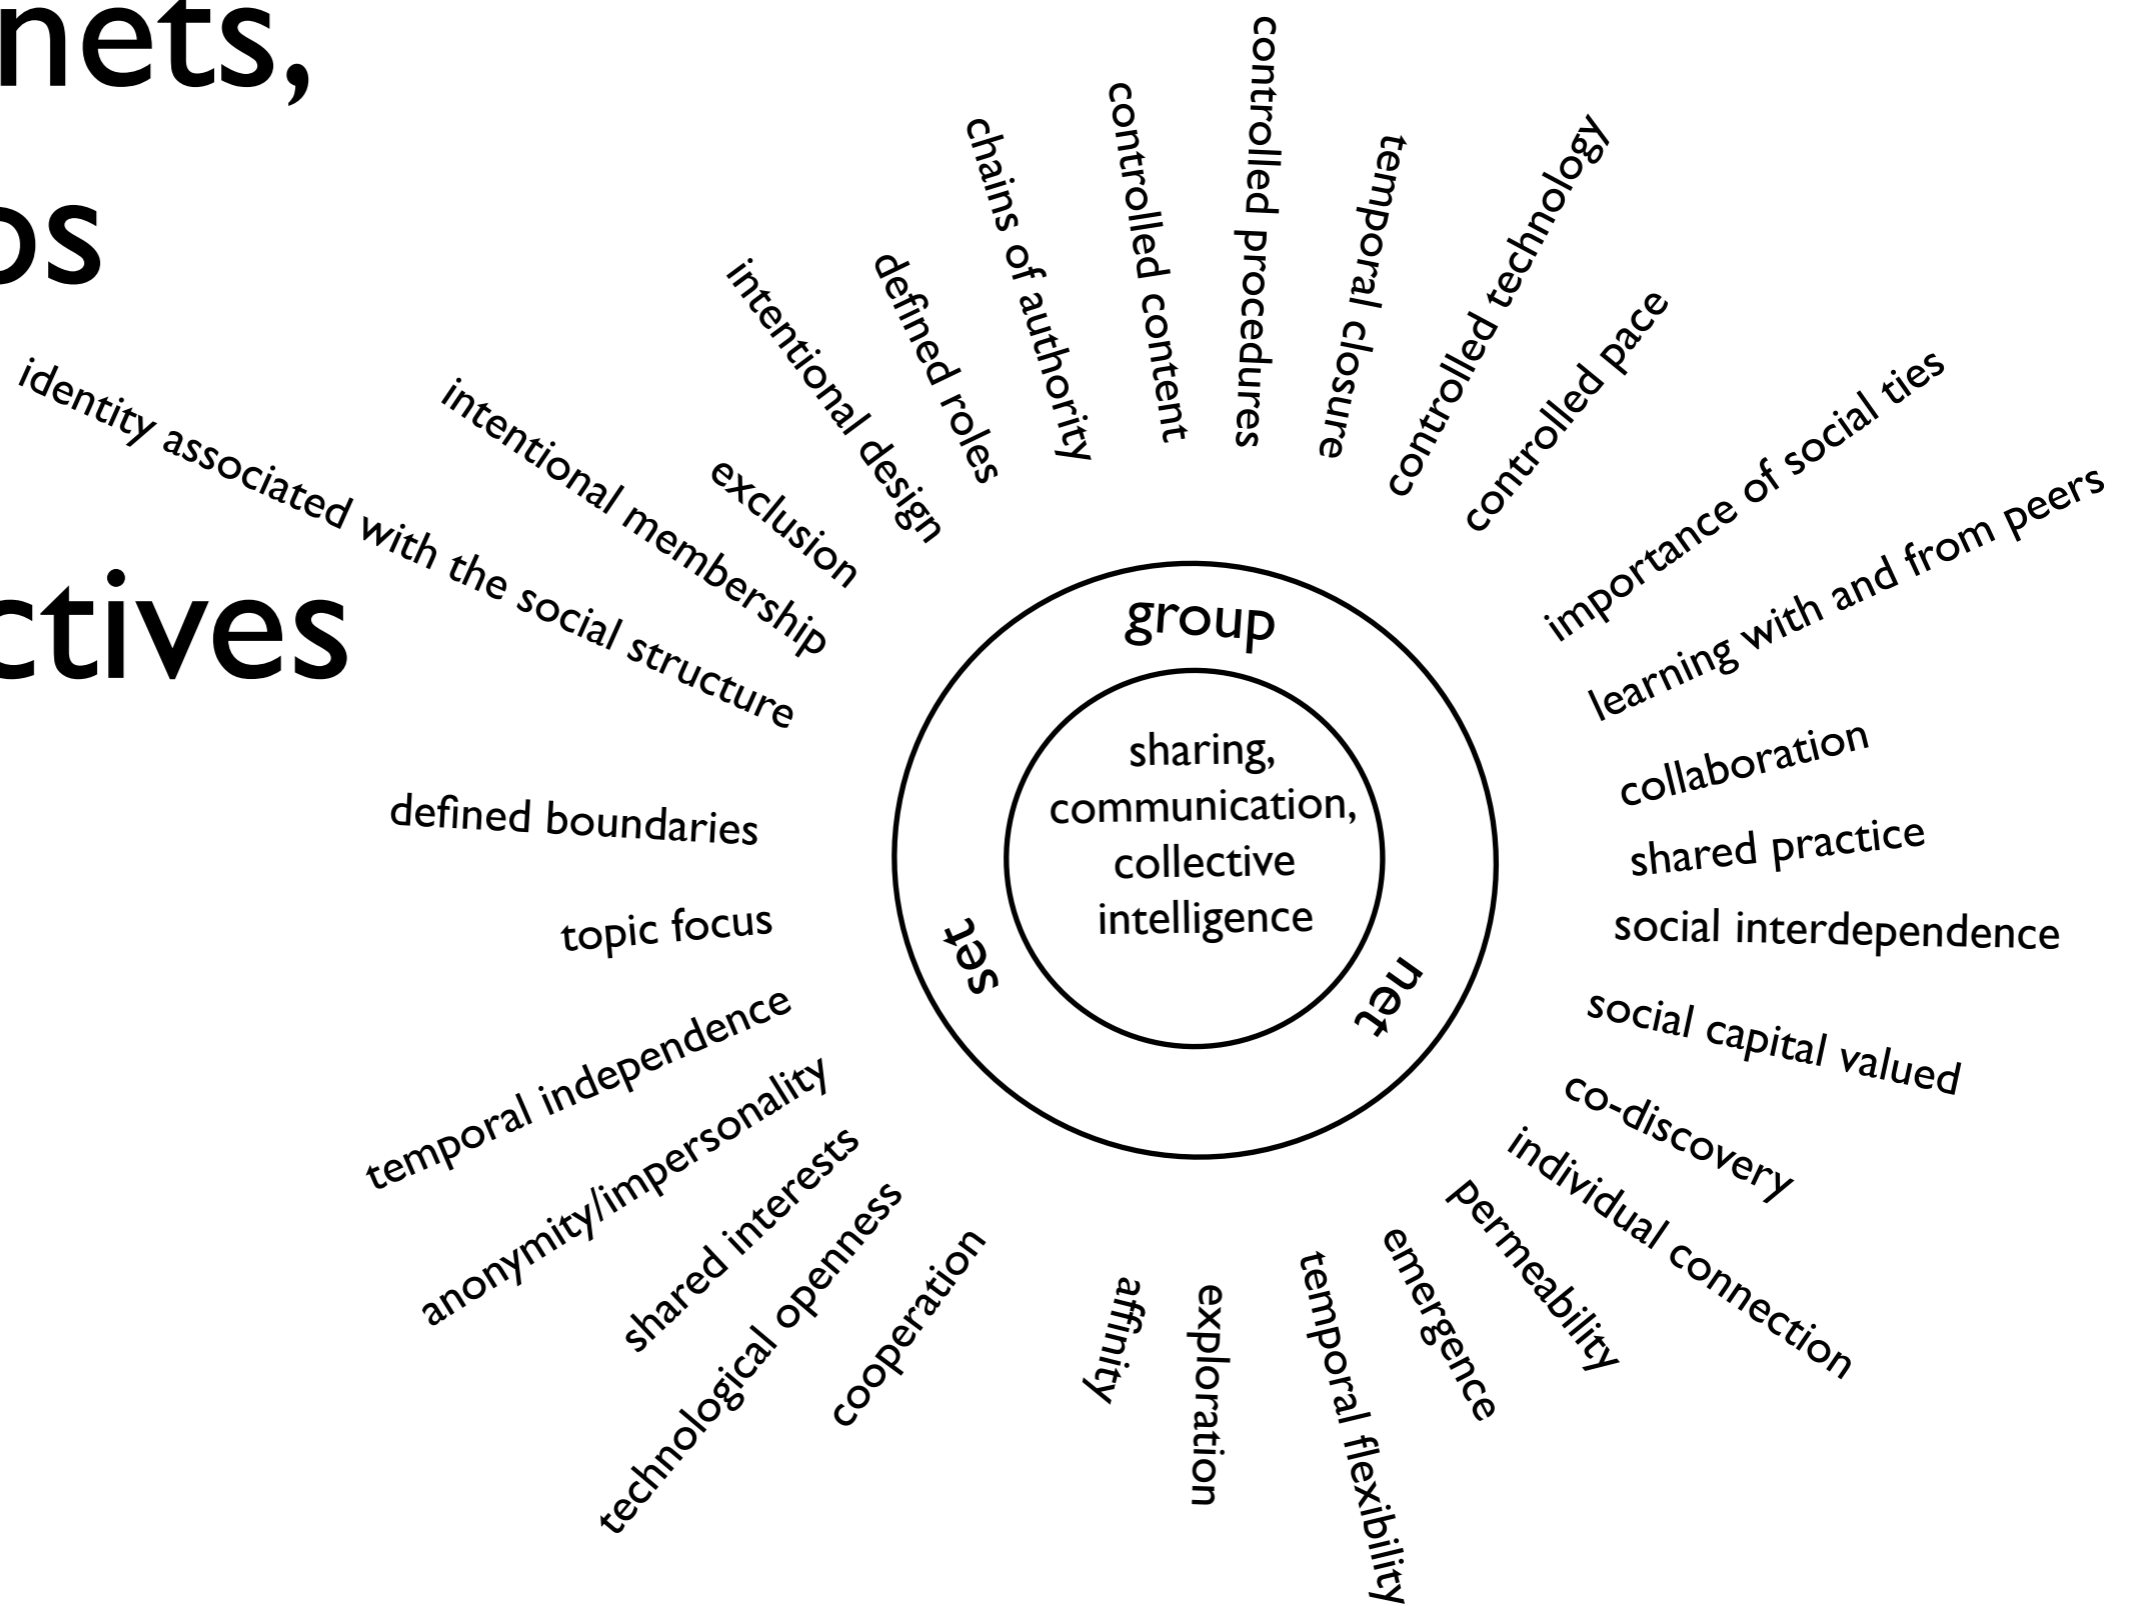 nets,
os
ctives
identity associated with the social structure
intentional membership
exclusion
intentional design
defined roles
chains of authority
controlled content
controlled procedures
temporal closure
controlled technology
controlled pace
importance of social ties
learning with and from peers
collaboration
shared practice
social interdependence
social capital valued
co-discovery
individual connection
permeability
emergence
temporal flexibility
exploration
affinity
cooperation
technological openness
shared interests
anonymity/impersonality
temporal independence
topic focus
defined boundaries
group
net
set
sharing,
communication,
collective
intelligence